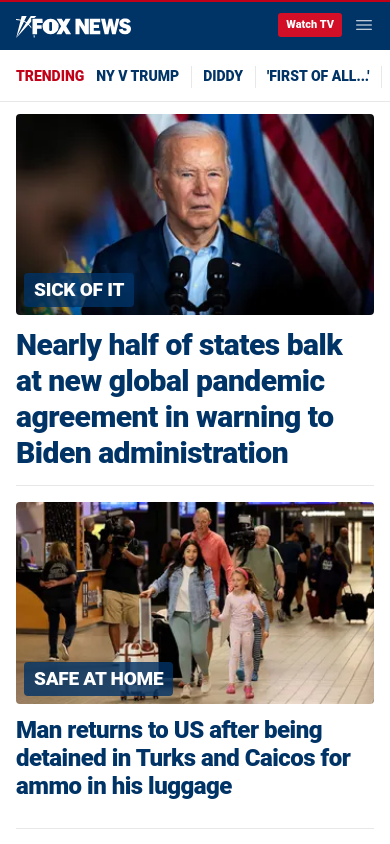 FOX NEWS
Watch TV
TRENDING NY V TRUMP DIDDY 'FIRST OF ALL...'
SICK OF IT
Nearly half of states balk
at new global pandemic
agreement in warning to
Biden administration
SAFE AT HOME
Man returns to US after being
detained in Turks and Caicos for
ammo in his luggage